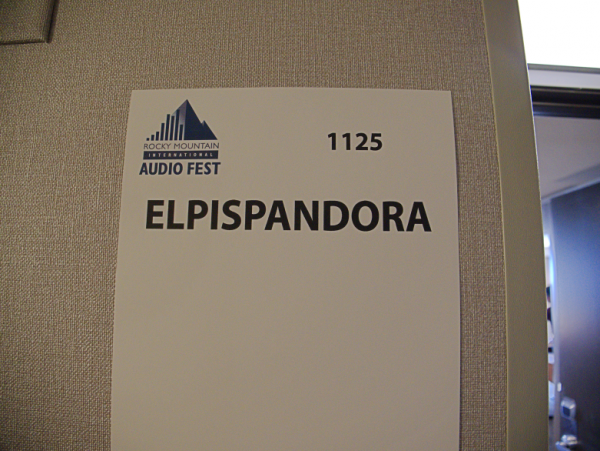 1125
ROCKY MOUNTAIN
INTERNATIONAL
AUDIO FEST
ELPISPANDORA